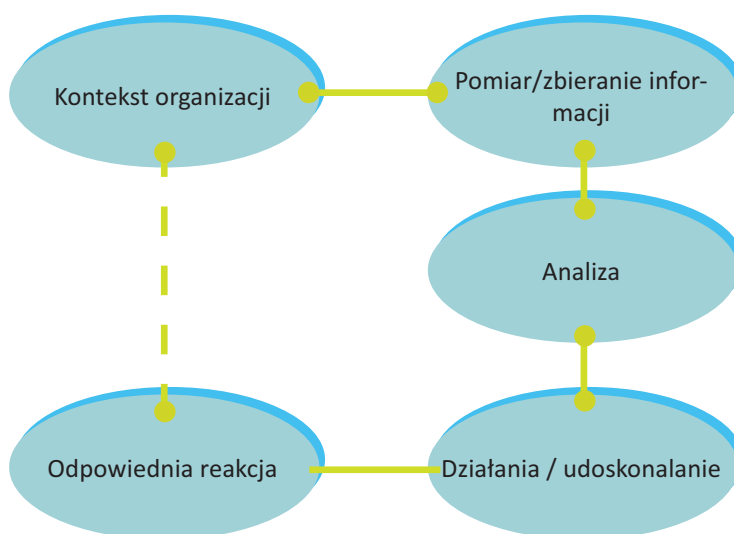 Kontekst organizacji
Pomiar/zbieranie infor-
macji
Analiza
Odpowiednia reakcja
Działania / udoskonalanie